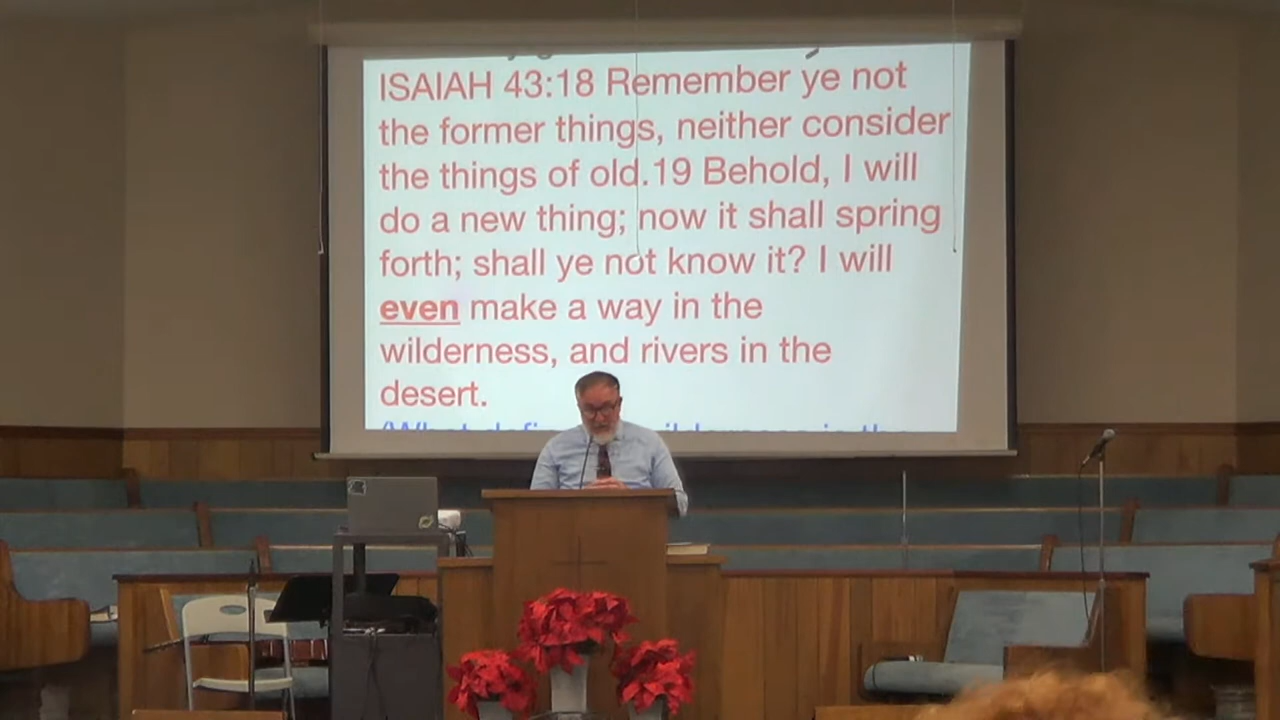 ISAIAH 43:18 Remember ye not
the former things, neither consider
the things of old.19 Behold, I will
do a new thing; now it shall spring
forth; shall ye not know it? I will
even make a way in the
wilderness, and rivers in the
desert.